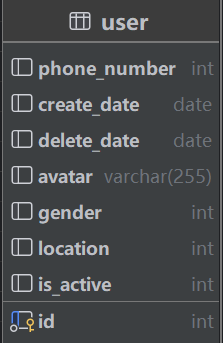 user
phone_number int
create_date date
delete_date date
avatar varchar(255)
gender int
location int
is_active int
id int